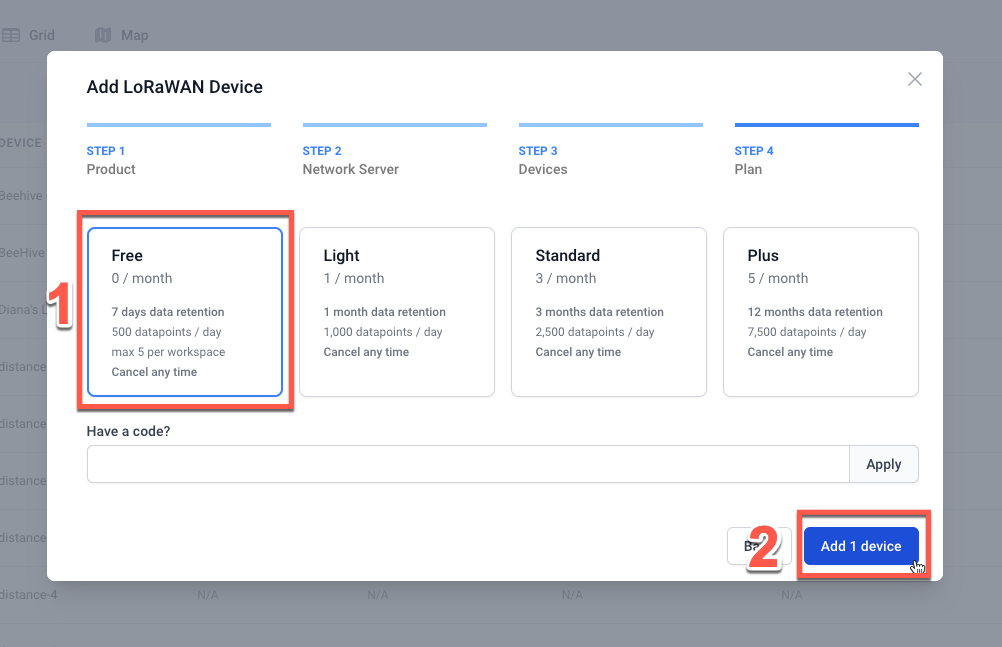 Grid
Map
Add LoRaWAN Device
STEP 1
Product
STEP 2
Network Server
STEP 3
Devices
STEP 4
Plan
DEVICE
Beehive
BeeHive
Diana's
distance
distance
distance
distance
distance-4
N/A
N/A
N/A
N/A
1
Free
0 / month
7 days data retention
500 datapoints / day
max 5 per workspace
Cancel any time
Light
1 / month
1 month data retention
1,000 datapoints / day
Cancel any time
Standard
3 / month
3 months data retention
2,500 datapoints / day
Cancel any time
Plus
5 / month
12 months data retention
7,500 datapoints / day
Cancel any time
Have a code?
Apply
2
Add 1 device